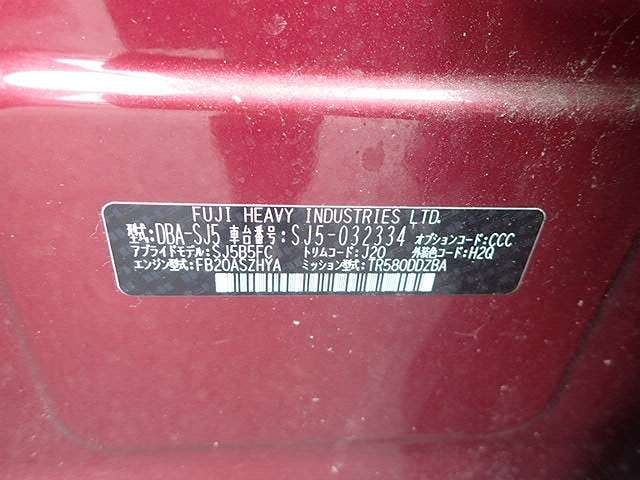 FUJI HEAVY INDUSTRIES LTD.
型式:DBA-SJ5 車台番号:SJ5-032334 オプションコード:CCC
アプライドモデル:SJ5B5FC トリムコード:J20 外装色コード:H2Q
エンジン型式:FB20ASZHYA ミッション型式:TR580DDZBA